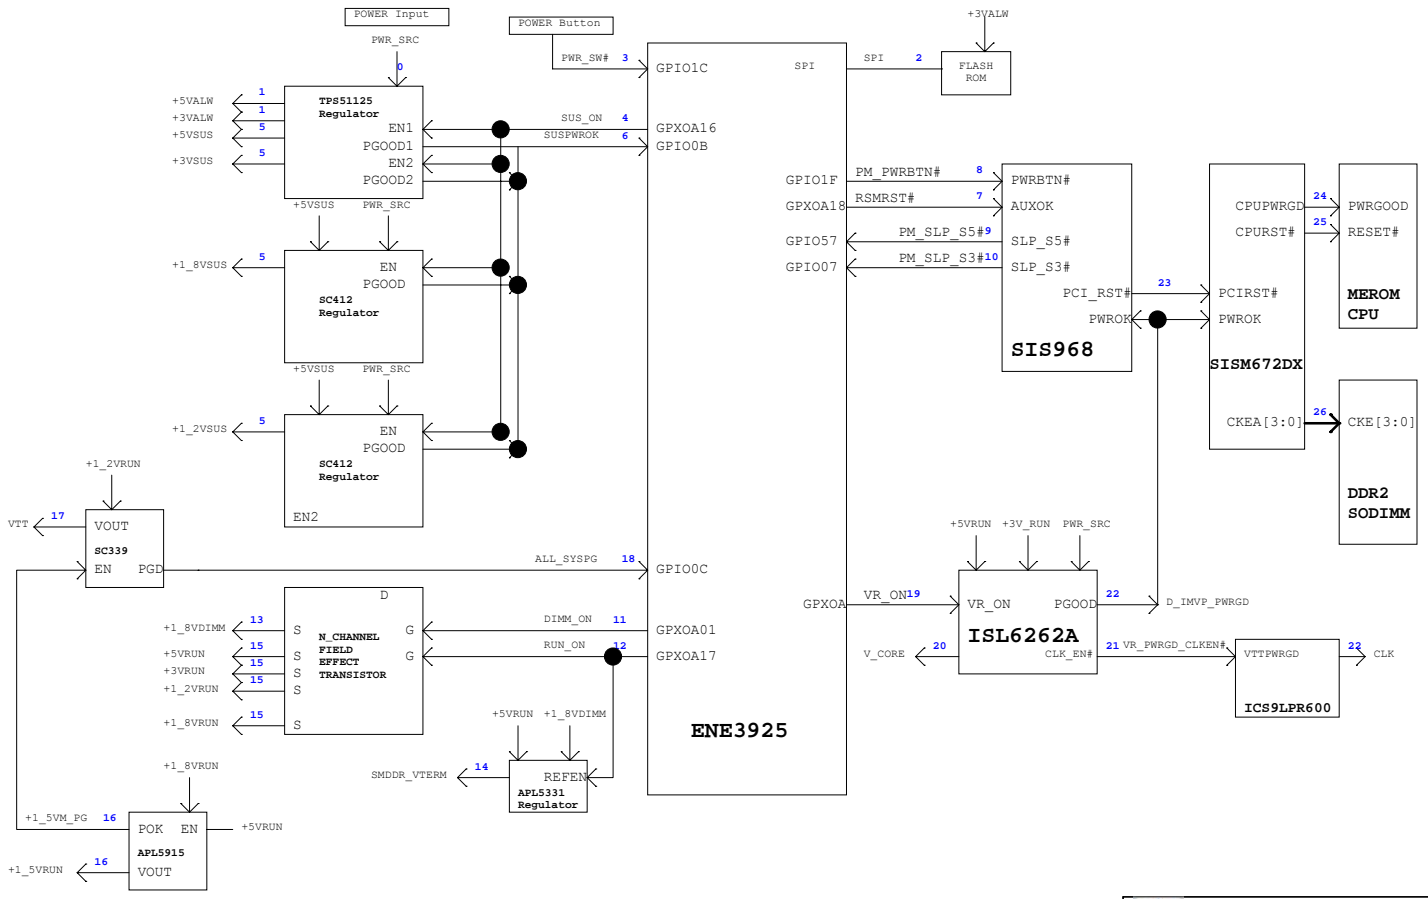 POWER Input
PWR_SRC
0
TPS51125
Regulator
+5VALW 1
+3VALW 1
+5VSUS 5
+3VSUS 5
EN1
PGOOD1
EN2
PGOOD2
+5VSUS PWR_SRC
+1_8VSUS 5
EN
PGOOD
SC412
Regulator
+5VSUS PWR_SRC
+1_2VSUS 5
EN
PGOOD
SC412
Regulator
EN2
POWER Button
PWR_SW# 3
SUS_ON 4
SUSPWROK 6
GPIO1C
GPXOA16
GPIO0B
SPI
GPIO1F
GPXOA18
GPIO57
GPIO07
GPIO0C
GPXOA
GPXOA01
GPXOA17
ENE3925
+3VALW
SPI 2
FLASH
ROM
PM_PWRBTN# 8
RSMRST# 7
PM_SLP_S5# 9
PM_SLP_S3# 10
PWRBTN#
AUXOK
SLP_S5#
SLP_S3#
PCI_RST#
PWROK
SIS968
23
CPUPWRGD
CPURST#
PCIRST#
PWROK
SISM672DX
CKEA[3:0]
24
25
26
PWRGOOD
RESET#
MEROM
CPU
CKE[3:0]
DDR2
SODIMM
+1_2VRUN
VTT 17
VOUT
SC339
EN PGD
ALL_SYSPG 18
D
+1_8VDIMM 13
+5VRUN 15
+3VRUN 15
+1_2VRUN 15
+1_8VRUN 15
S
S
S
S
S
N_CHANNEL
FIELD
EFFECT
TRANSISTOR
G
G
DIMM_ON 11
RUN_ON 12
+5VRUN +1_8VDIMM
SMDDR_VTERM 14
REFEN
APL5331
Regulator
+1_8VRUN
+1_5VM_PG 16
POK EN
+5VRUN
APL5915
+1_5VRUN 16
VOUT
+5VRUN +3V_RUN PWR_SRC
VR_ON 19
VR_ON PGOOD
22
D_IMVP_PWRGD
ISL6262A
V_CORE 20
CLK_EN#
21 VR_PWRGD_CLKEN#
VTTPWRGD
22 CLK
ICS9LPR600